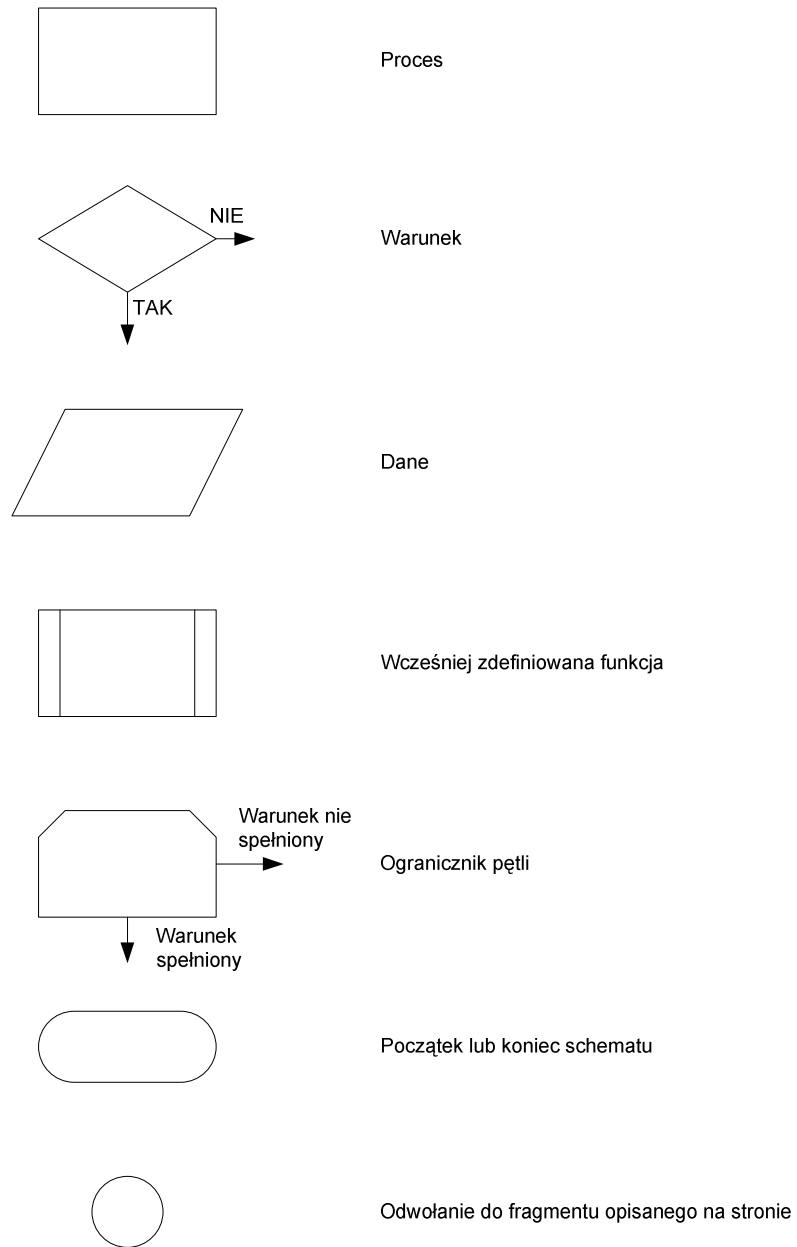 Proces
NIE
Warunek
TAK
Dane
Wcześniej zdefiniowana funkcja
Warunek nie
spełniony
Ogranicznik pętli
Warunek
spełniony
Początek lub koniec schematu
Odwołanie do fragmentu opisanego na stronie